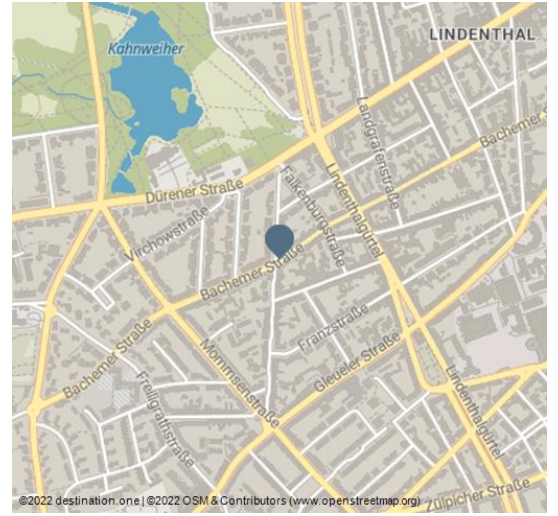 Kahnweiher
LINDENTHAL
Landgrafenstraße
Bachemer S
Dürener Straße
Falkenburgstraße
Lindenthalgürtel
Virchowstraße
Bachemer Straße
Franzstraße
Bachemer Straße
Mommsenstraße
Gleueler Straße
Freiligrathstraße
Lindenthalgürtel
Zülpicher Straße
©2022 destination.one | ©2022 OSM & Contributors (www.openstreetmap.org)